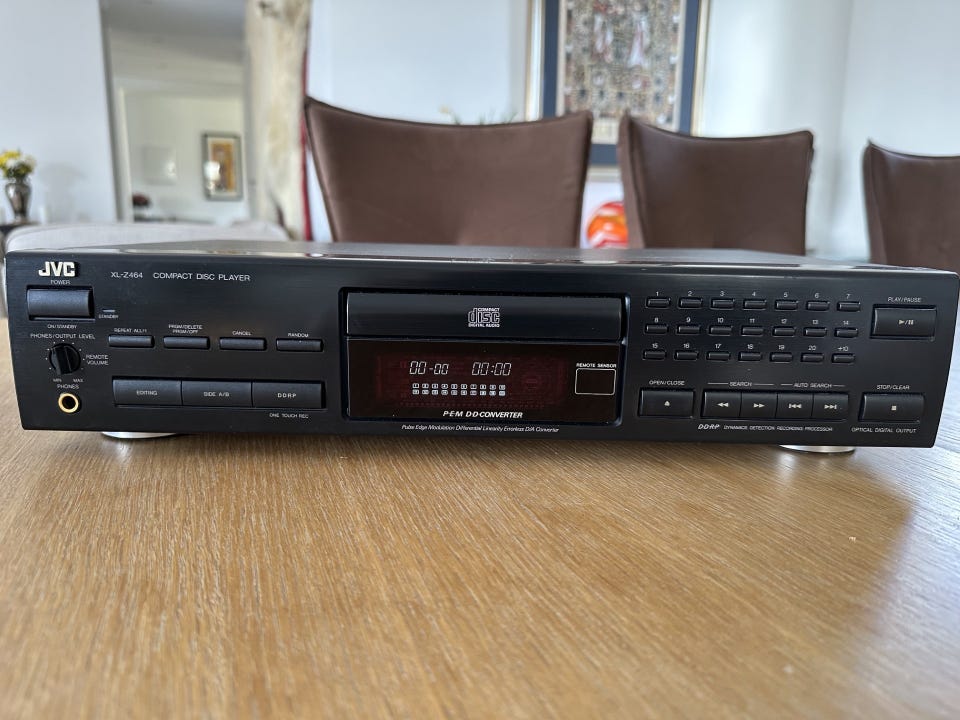 JVC
XL-Z464 COMPACT DISC PLAYER
POWER
STANDBY
ON/STANDBY
PHONES/OUTPUT LEVEL
REMOTE
VOLUME
MIN MAX
PHONES
REPEAT ALL/1
PRGM/DELETE
PRGM/OFF
CANCEL
RANDOM
EDITING
SIDE A/B
DDRP
ONE TOUCH REC
COMPACT
disc
DIGITAL AUDIO
00-00 00:00
REMOTE SENSOR
P·E·M D·D·CONVERTER
Pulse Edge Modulation Differential Linearity Errorless D/A Converter
1 2 3 4 5 6 7
8 9 10 11 12 13 14
15 16 17 18 19 20 +10
PLAY/PAUSE
OPEN/CLOSE
SEARCH
AUTO SEARCH
STOP/CLEAR
DDRP DYNAMICS DETECTION RECORDING PROCESSOR
OPTICAL DIGITAL OUTPUT